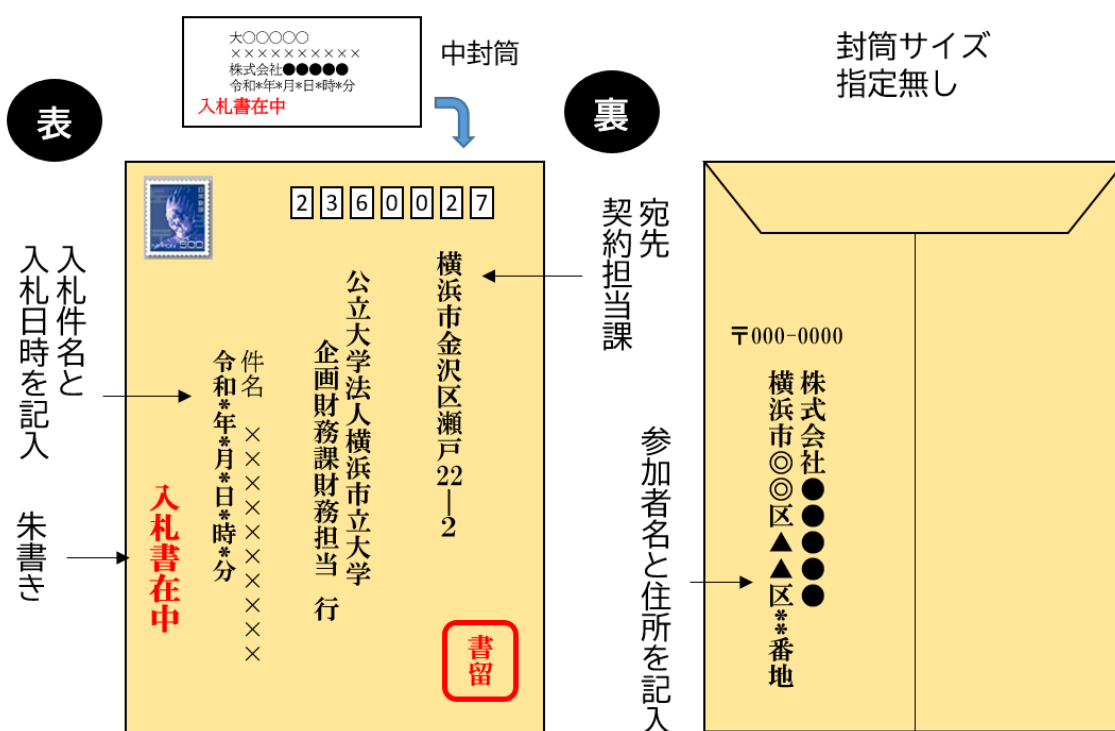 大〇〇〇〇〇
××××××××××
株式会社●●●●●
令和*年*月*日*時*分
入札書在中
中封筒
封筒サイズ
指定無し
表
裏
2360027
横浜市金沢区瀬戸22―2
公立大学法人横浜市立大学
企画財務課財務担当 行
件名 ××××××××××
令和*年*月*日*時*分
入札書在中
書留
入札件名と
入札日時を記入
朱書き
宛先
契約担当課
〒000-0000
株式会社●●●●●
横浜市◎◎区▲▲区**番地
参加者名と住所を記入